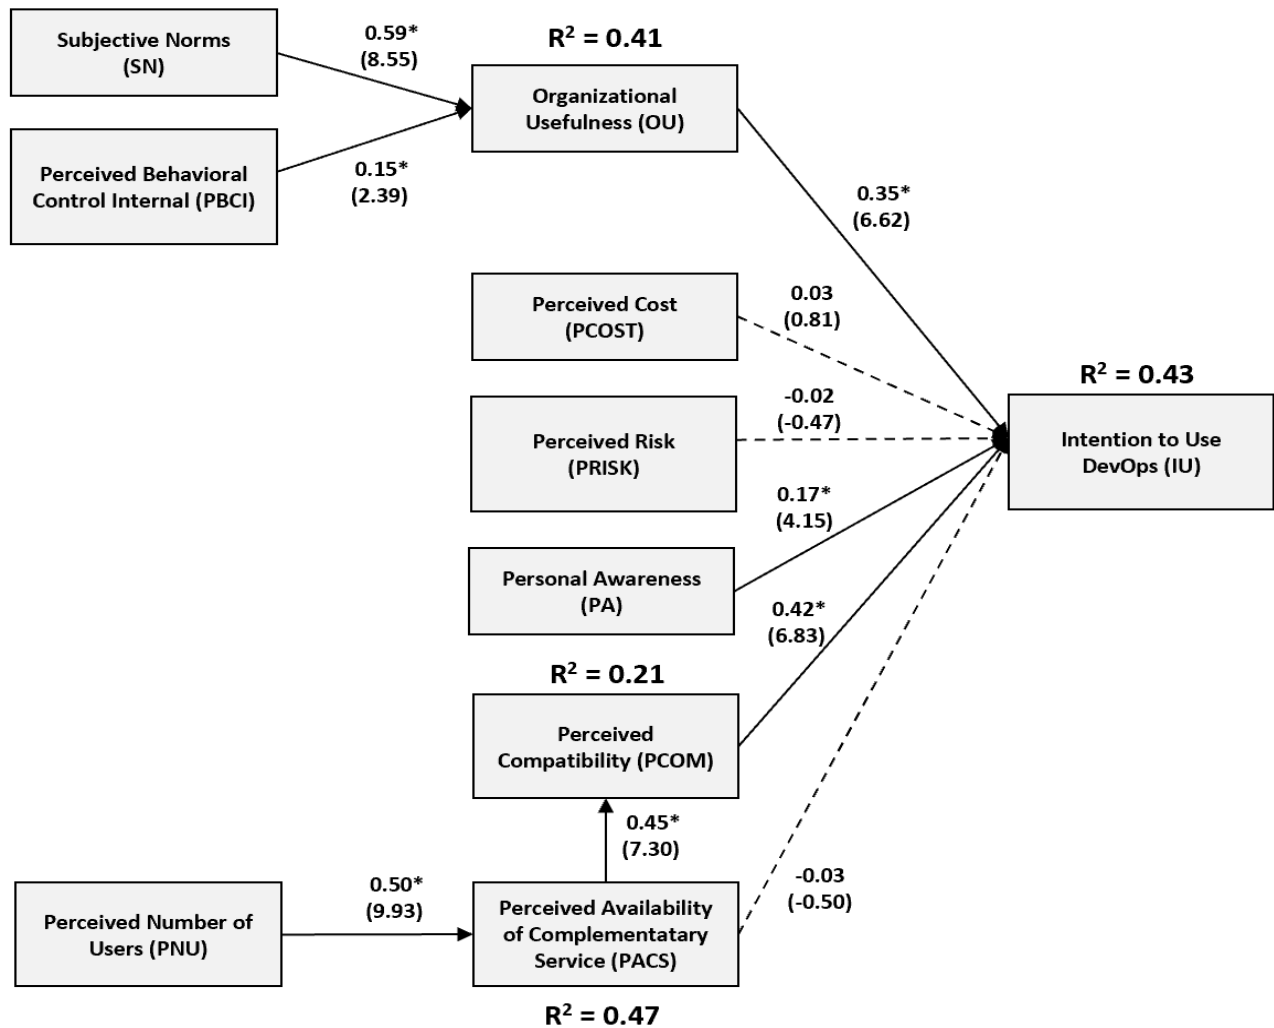 Subjective Norms
(SN)
0.59*
(8.55)
R² = 0.41
Organizational
Usefulness (OU)
Perceived Behavioral
Control Internal (PBCI)
0.15*
(2.39)
0.35*
(6.62)
Perceived Cost
(PCOST)
0.03
(0.81)
R² = 0.43
Perceived Risk
(PRISK)
-0.02
(-0.47)
Intention to Use
DevOps (IU)
0.17*
(4.15)
Personal Awareness
(PA)
0.42*
(6.83)
R² = 0.21
Perceived
Compatibility (PCOM)
0.45*
(7.30)
Perceived Number of
Users (PNU)
0.50*
(9.93)
Perceived Availability
of Complementatary
Service (PACS)
-0.03
(-0.50)
R² = 0.47